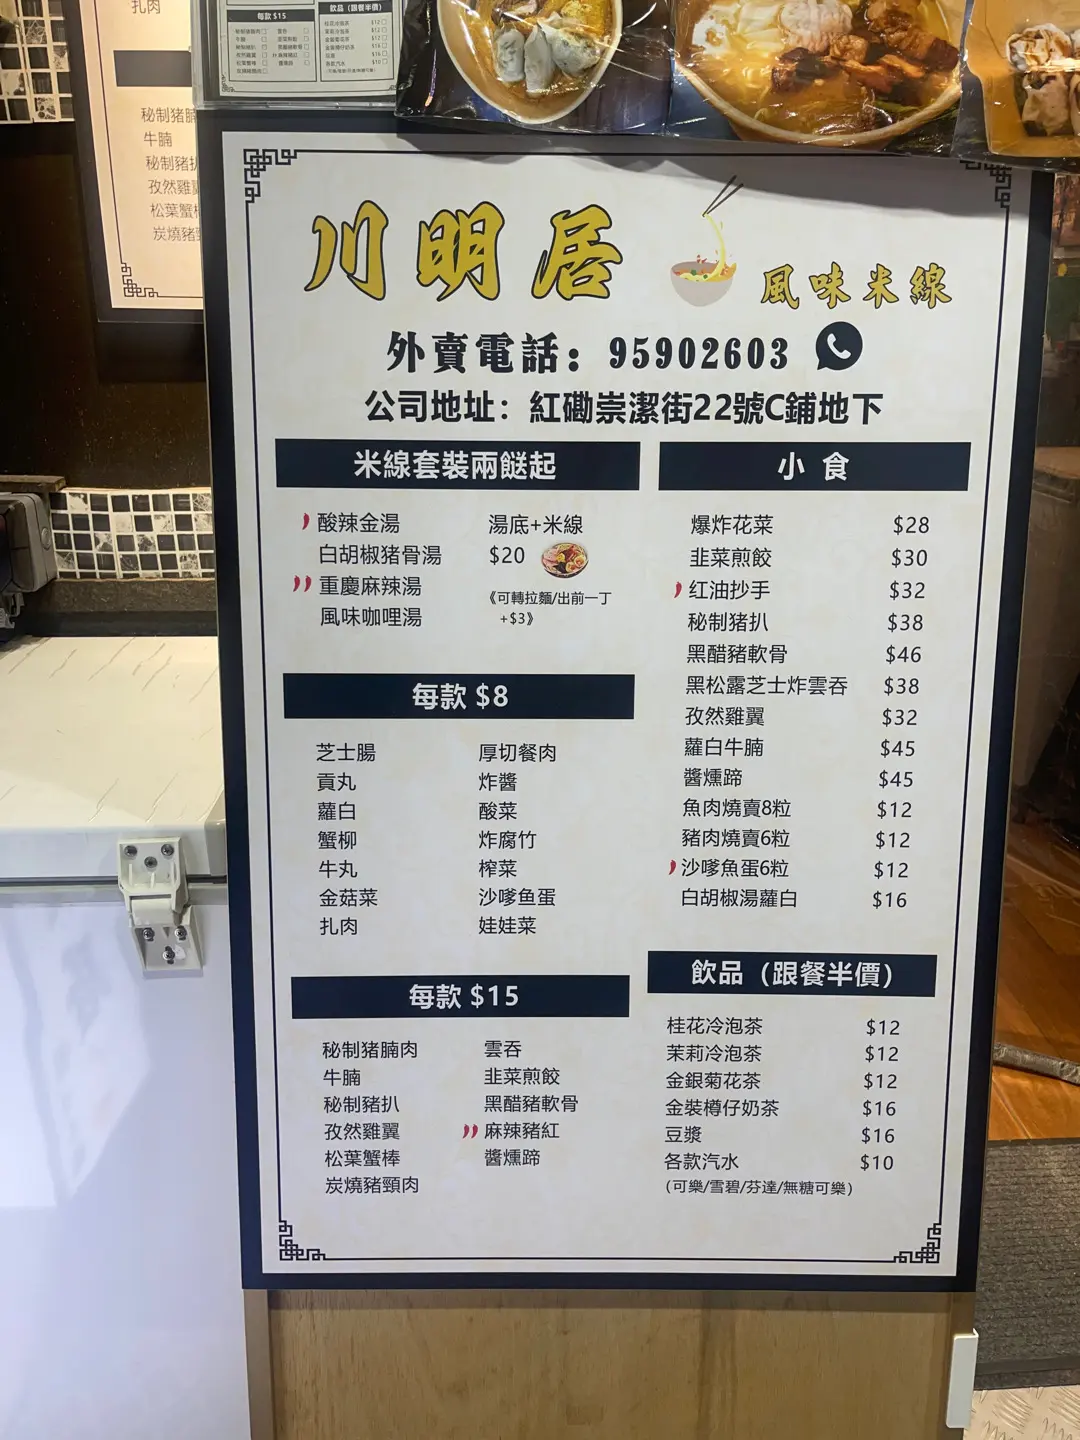 扎肉
秘制猪腩
牛腩
秘制豬扒
孜然雞翼
松葉蟹棒
炭燒豬頸
每款 $15
飲品（跟餐半價）
川明居
風味米線
外賣電話：95902603
公司地址：紅磡崇潔街22號C鋪地下
米線套裝兩餸起
酸辣金湯 湯底+米線
白胡椒猪骨湯 $20
重慶麻辣湯
《可轉拉麵/出前一丁
+$3》
風味咖哩湯
每款 $8
芝士腸 厚切餐肉
貢丸 炸醬
蘿白 酸菜
蟹柳 炸腐竹
牛丸 榨菜
金菇菜 沙嗲鱼蛋
扎肉 娃娃菜
每款 $15
秘制猪腩肉 雲吞
牛腩 韭菜煎餃
秘制豬扒 黑醋豬軟骨
孜然雞翼 麻辣豬紅
松葉蟹棒 醬燻蹄
炭燒豬頸肉
小 食
爆炸花菜 $28
韭菜煎餃 $30
红油抄手 $32
秘制猪扒 $38
黑醋豬軟骨 $46
黑松露芝士炸雲吞 $38
孜然雞翼 $32
蘿白牛腩 $45
醬燻蹄 $45
魚肉燒賣8粒 $12
豬肉燒賣6粒 $12
沙嗲魚蛋6粒 $12
白胡椒湯蘿白 $16
飲品（跟餐半價）
桂花冷泡茶 $12
茉莉冷泡茶 $12
金銀菊花茶 $12
金裝樽仔奶茶 $16
豆漿 $16
各款汽水 $10
（可樂/雪碧/芬達/無糖可樂）